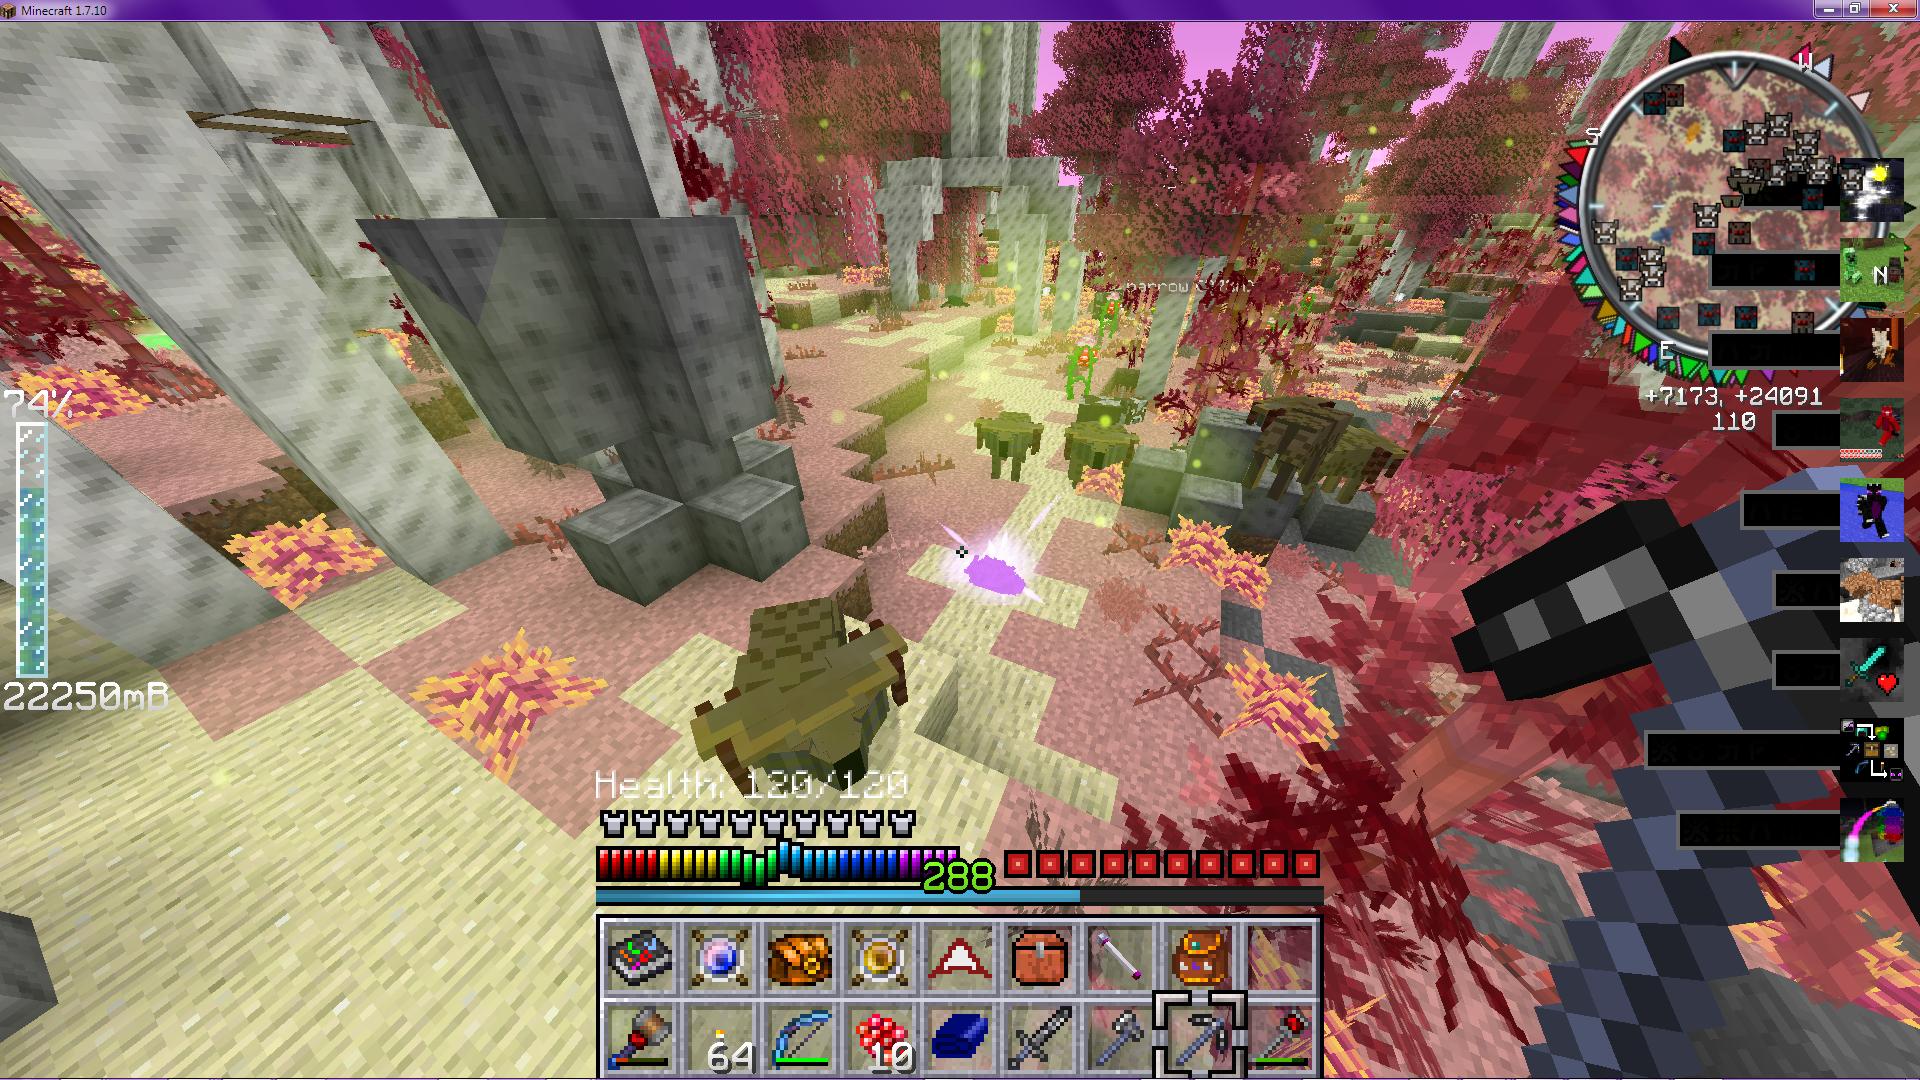 Minecraft 1.7.10
W
S
N
E
+7173, +24091
110
74%
22250mB
Health: 120/120
288
64
10